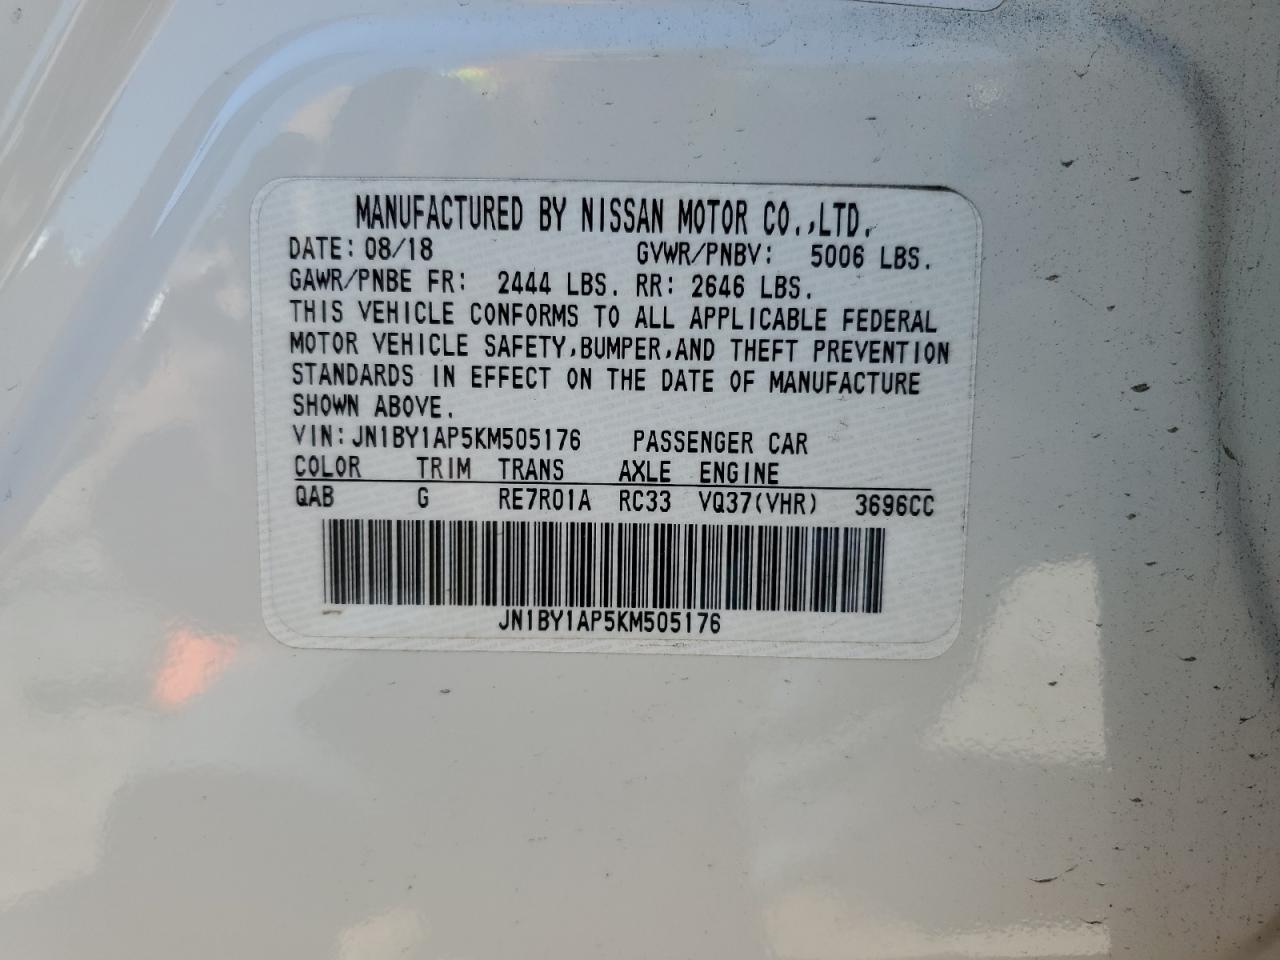 MANUFACTURED BY NISSAN MOTOR CO.,LTD.
DATE: 08/18 GVWR/PNBV: 5006 LBS.
GAWR/PNBE FR: 2444 LBS. RR: 2646 LBS.
THIS VEHICLE CONFORMS TO ALL APPLICABLE FEDERAL
MOTOR VEHICLE SAFETY,BUMPER,AND THEFT PREVENTION
STANDARDS IN EFFECT ON THE DATE OF MANUFACTURE
SHOWN ABOVE.
VIN:JN1BY1AP5KM505176 PASSENGER CAR
COLOR TRIM TRANS AXLE ENGINE
QAB G RE7R01A RC33 VQ37(VHR) 3696CC
JN1BY1AP5KM505176